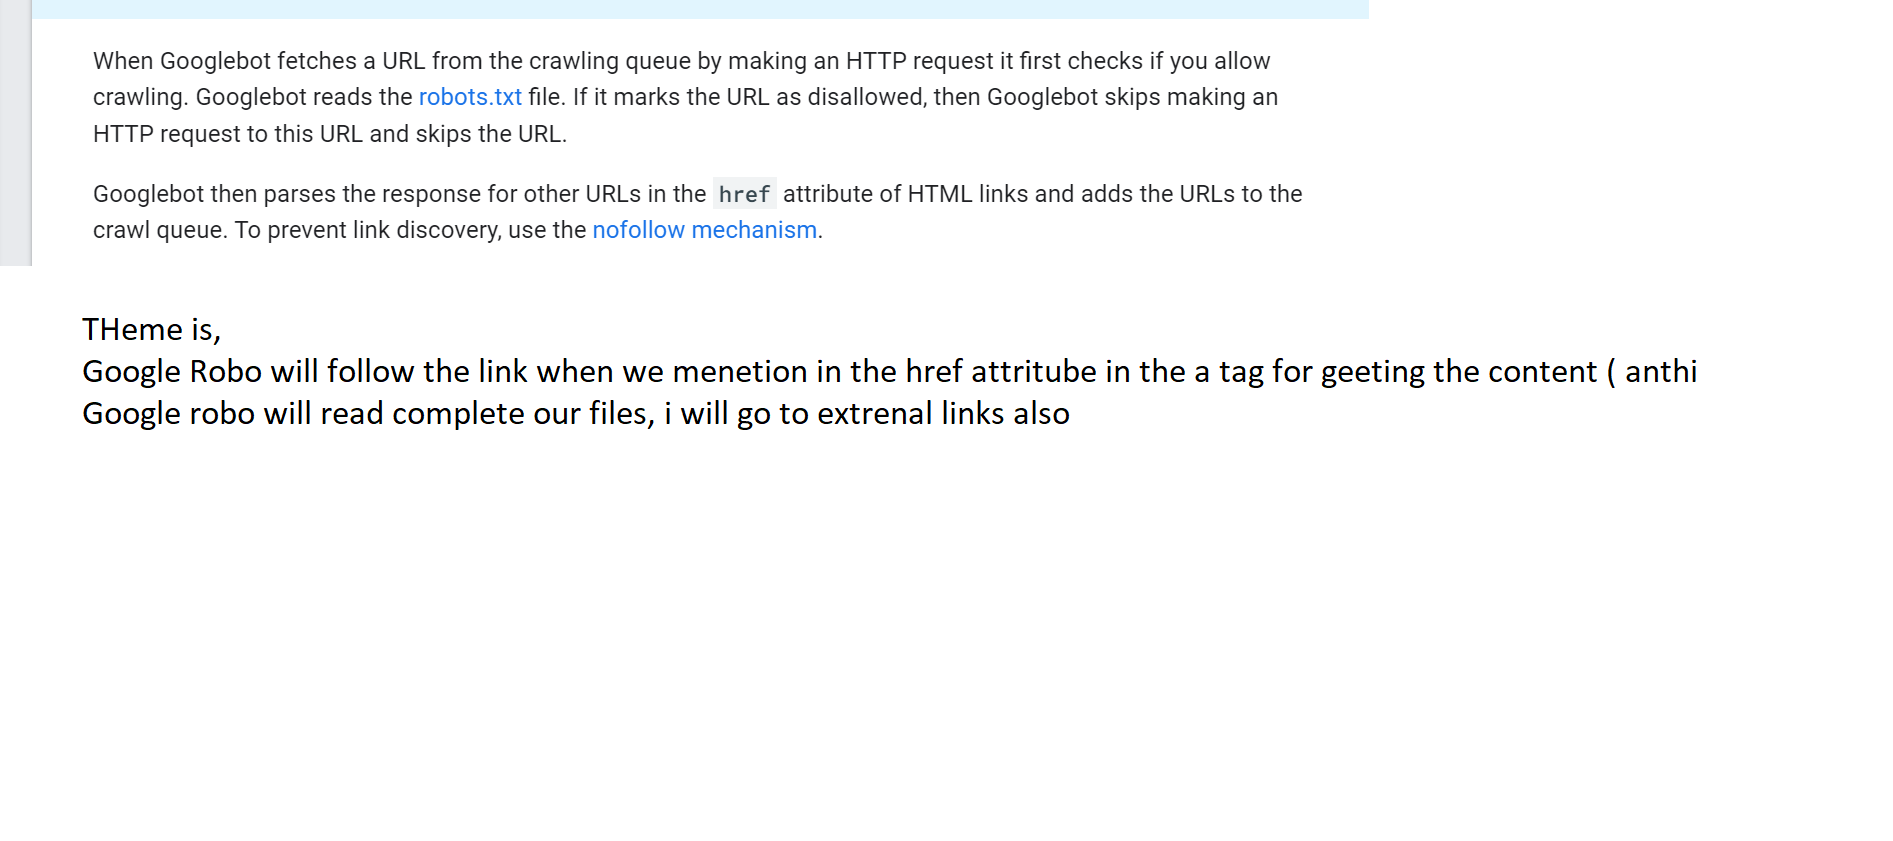 When Googlebot fetches a URL from the crawling queue by making an HTTP request it first checks if you allow
crawling. Googlebot reads the robots.txt file. If it marks the URL as disallowed, then Googlebot skips making an
HTTP request to this URL and skips the URL.
Googlebot then parses the response for other URLs in the href attribute of HTML links and adds the URLs to the
crawl queue. To prevent link discovery, use the nofollow mechanism.
THeme is,
Google Robo will follow the link when we menetion in the href attritube in the a tag for geeting the content ( anthi
Google robo will read complete our files, i will go to extrenal links also